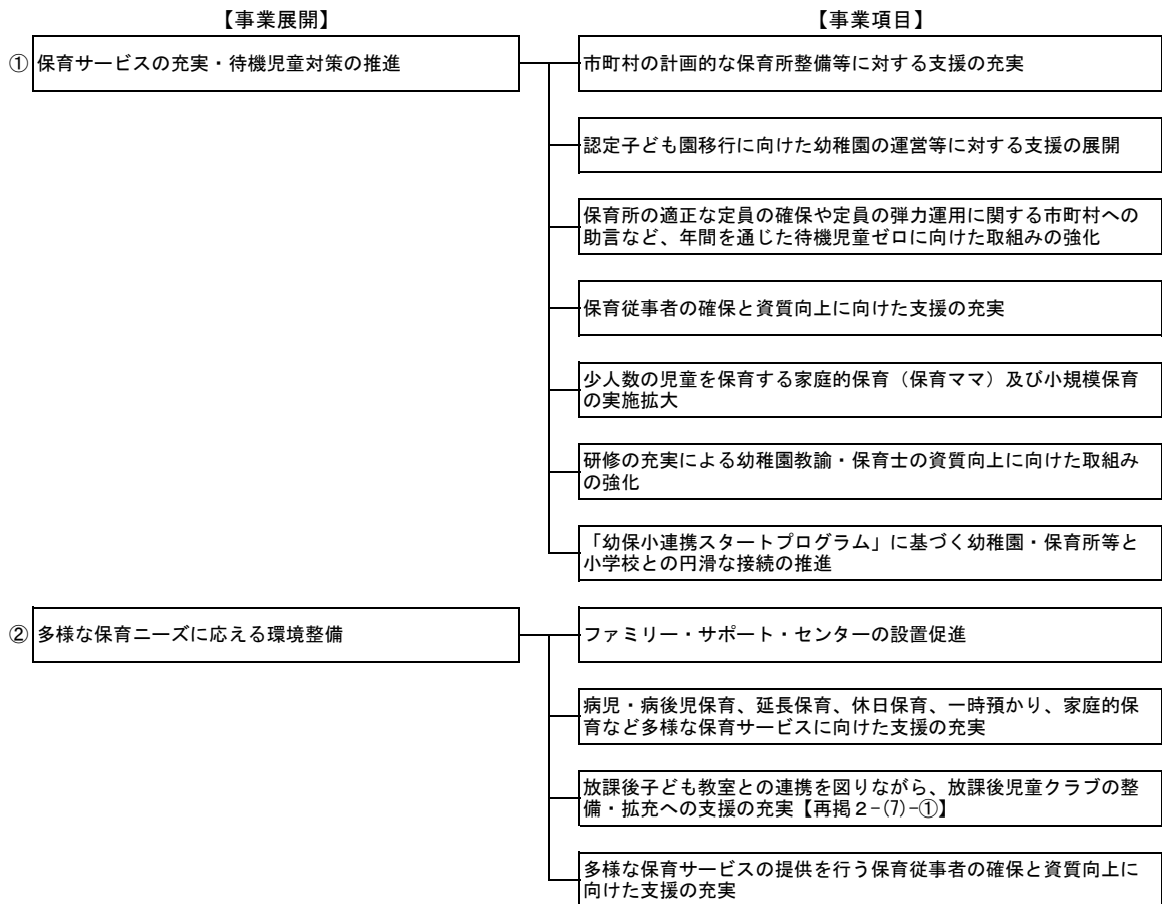 【事業展開】
【事業項目】
① 保育サービスの充実・待機児童対策の推進
市町村の計画的な保育所整備等に対する支援の充実
認定子ども園移行に向けた幼稚園の運営等に対する支援の展開
保育所の適正な定員の確保や定員の弾力運用に関する市町村への
助言など、年間を通じた待機児童ゼロに向けた取組みの強化
保育従事者の確保と資質向上に向けた支援の充実
少人数の児童を保育する家庭的保育（保育ママ）及び小規模保育
の実施拡大
研修の充実による幼稚園教諭・保育士の資質向上に向けた取組み
の強化
「幼保小連携スタートプログラム」に基づく幼稚園・保育所等と
小学校との円滑な接続の推進
② 多様な保育ニーズに応える環境整備
ファミリー・サポート・センターの設置促進
病児・病後児保育、延長保育、休日保育、一時預かり、家庭的保
育など多様な保育サービスに向けた支援の充実
放課後子ども教室との連携を図りながら、放課後児童クラブの整
備・拡充への支援の充実【再掲２-(7)-①】
多様な保育サービスの提供を行う保育従事者の確保と資質向上に
向けた支援の充実